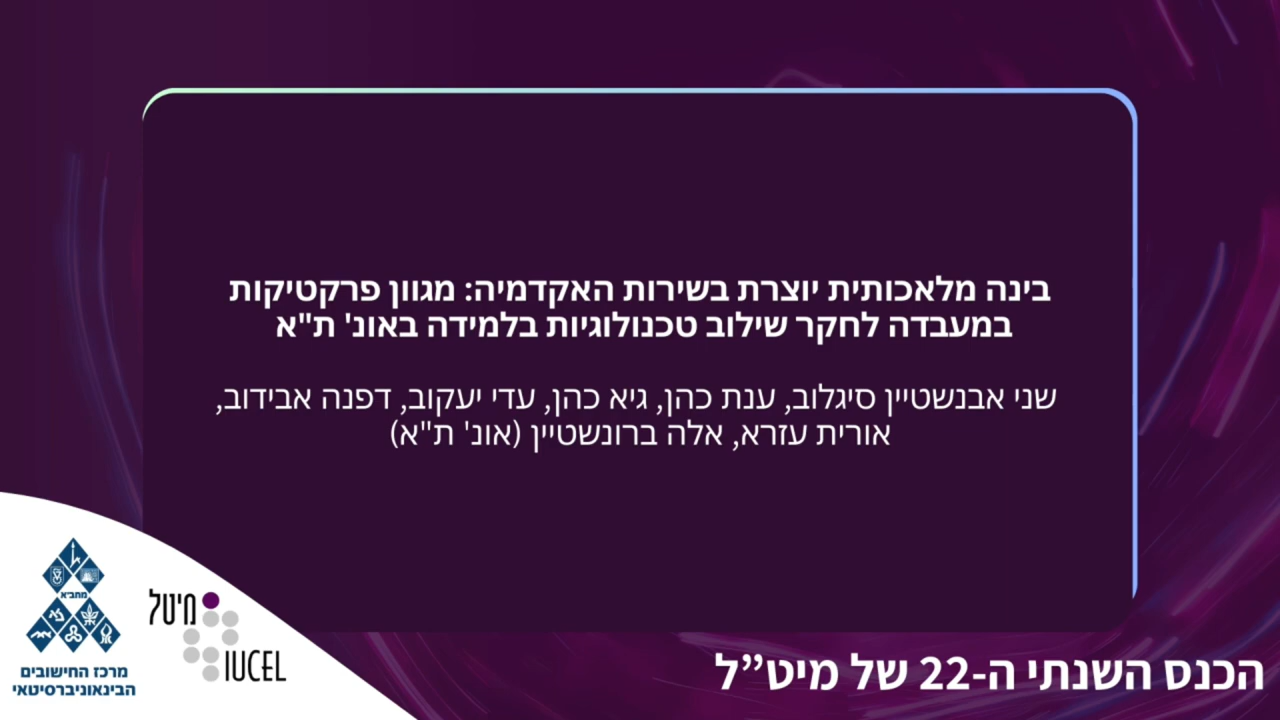 בינה מלאכותית יוצרת בשירות האקדמיה: מגוון פרקטיקות
במעבדה לחקר שילוב טכנולוגיות בלמידה באונ' ת"א
שני אבנשטיין סיגלוב, ענת כהן, גיא כהן, עדי יעקוב, דפנה אבידוב,
אורית עזרא, אלה ברונשטיין (אונ' ת"א)
מחב"א
מרכז החישובים
הבינאוניברסיטאי
מיטל
IUCEL
הכנס השנתי ה-22 של מיט”ל